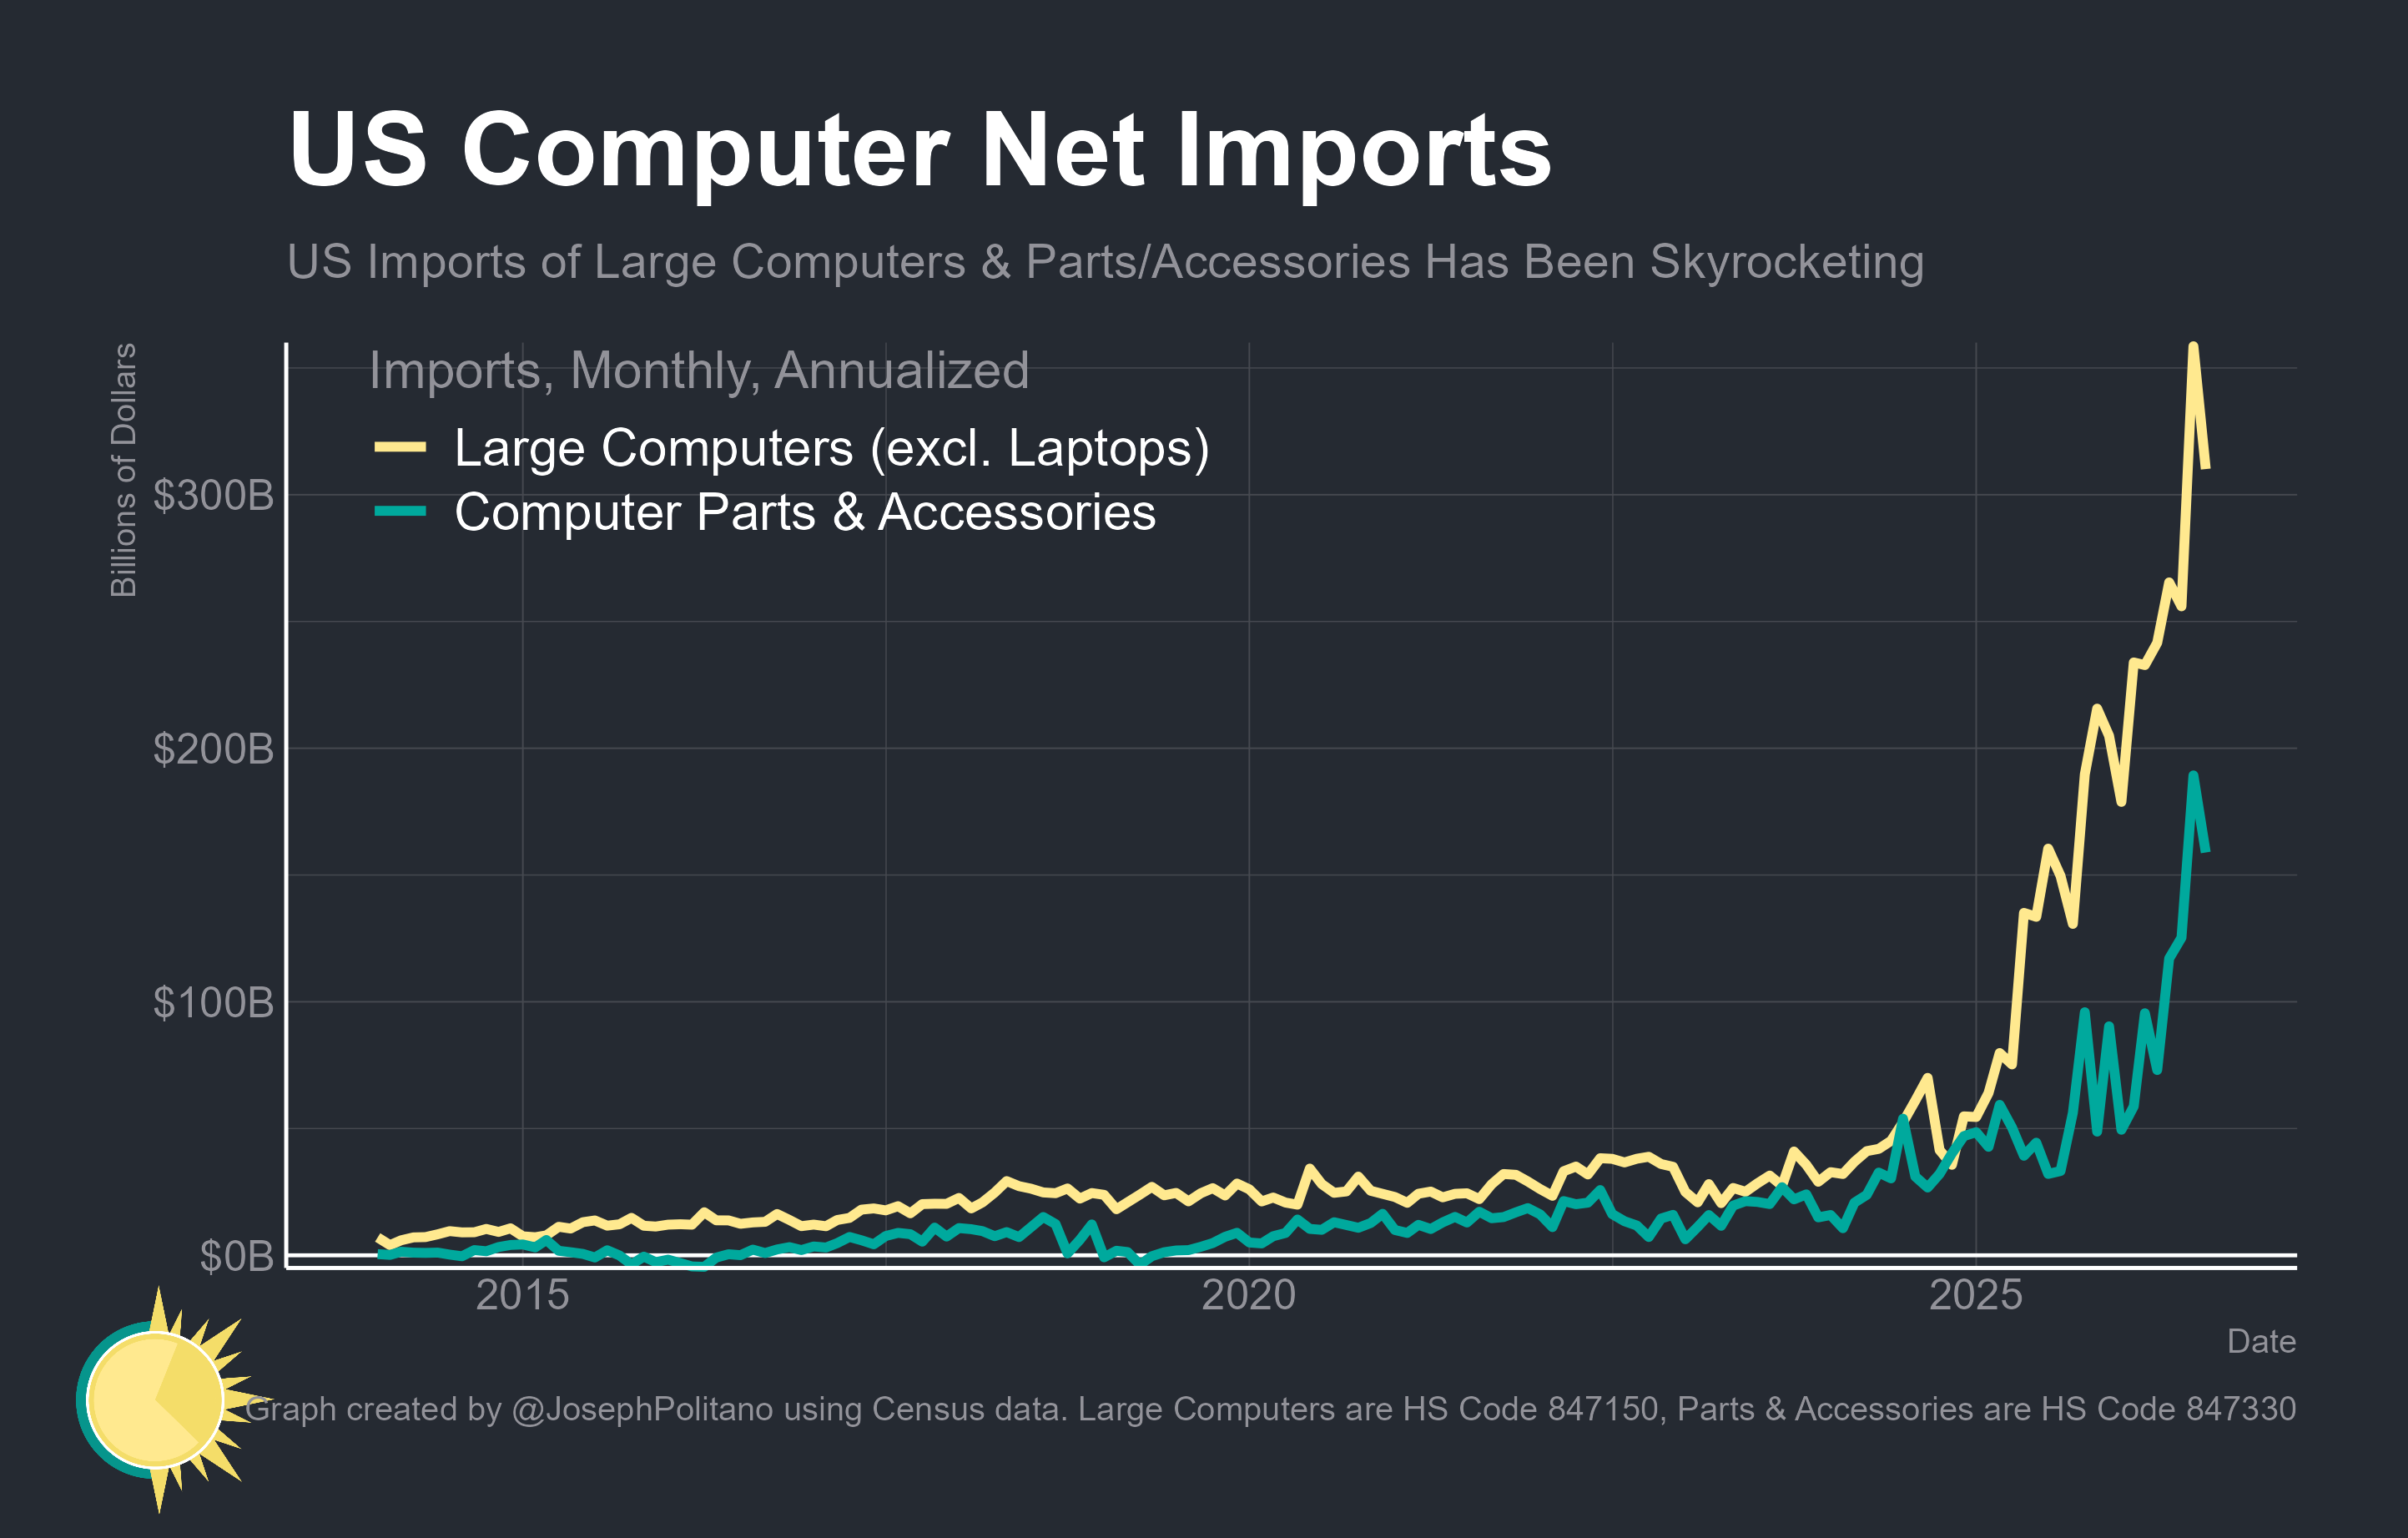 US Computer Net Imports
US Imports of Large Computers & Parts/Accessories Has Been Skyrocketing
Billions of Dollars
Imports, Monthly, Annualized
Large Computers (excl. Laptops)
Computer Parts & Accessories
$300B
$200B
$100B
$0B
2015
2020
2025
Date
Graph created by @JosephPolitano using Census data. Large Computers are HS Code 847150, Parts & Accessories are HS Code 847330